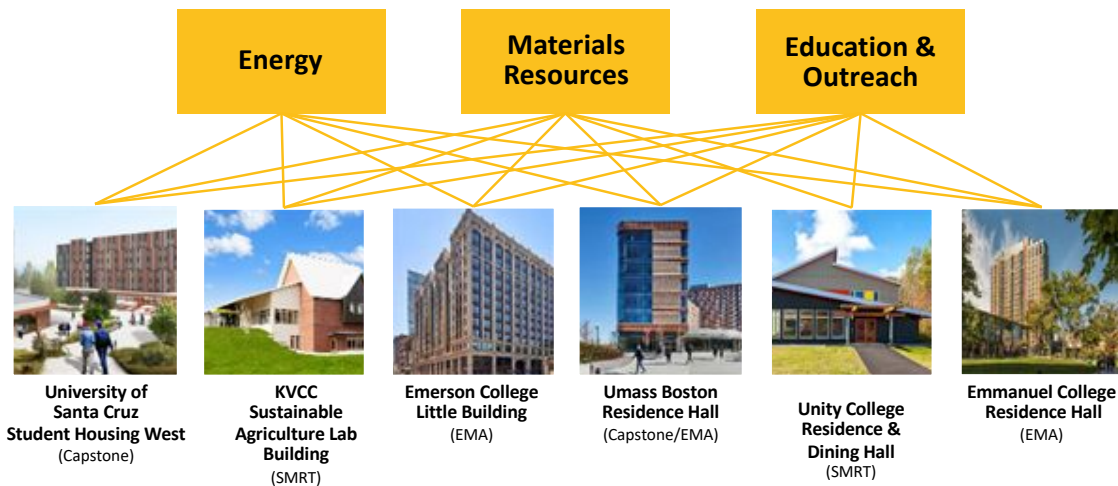 Energy
Materials
Resources
Education &
Outreach
University of
Santa Cruz
Student Housing West
(Capstone)
KVCC
Sustainable
Agriculture Lab
Building
(SMRT)
Emerson College
Little Building
(EMA)
Umass Boston
Residence Hall
(Capstone/EMA)
Unity College
Residence &
Dining Hall
(SMRT)
Emmanuel College
Residence Hall
(EMA)